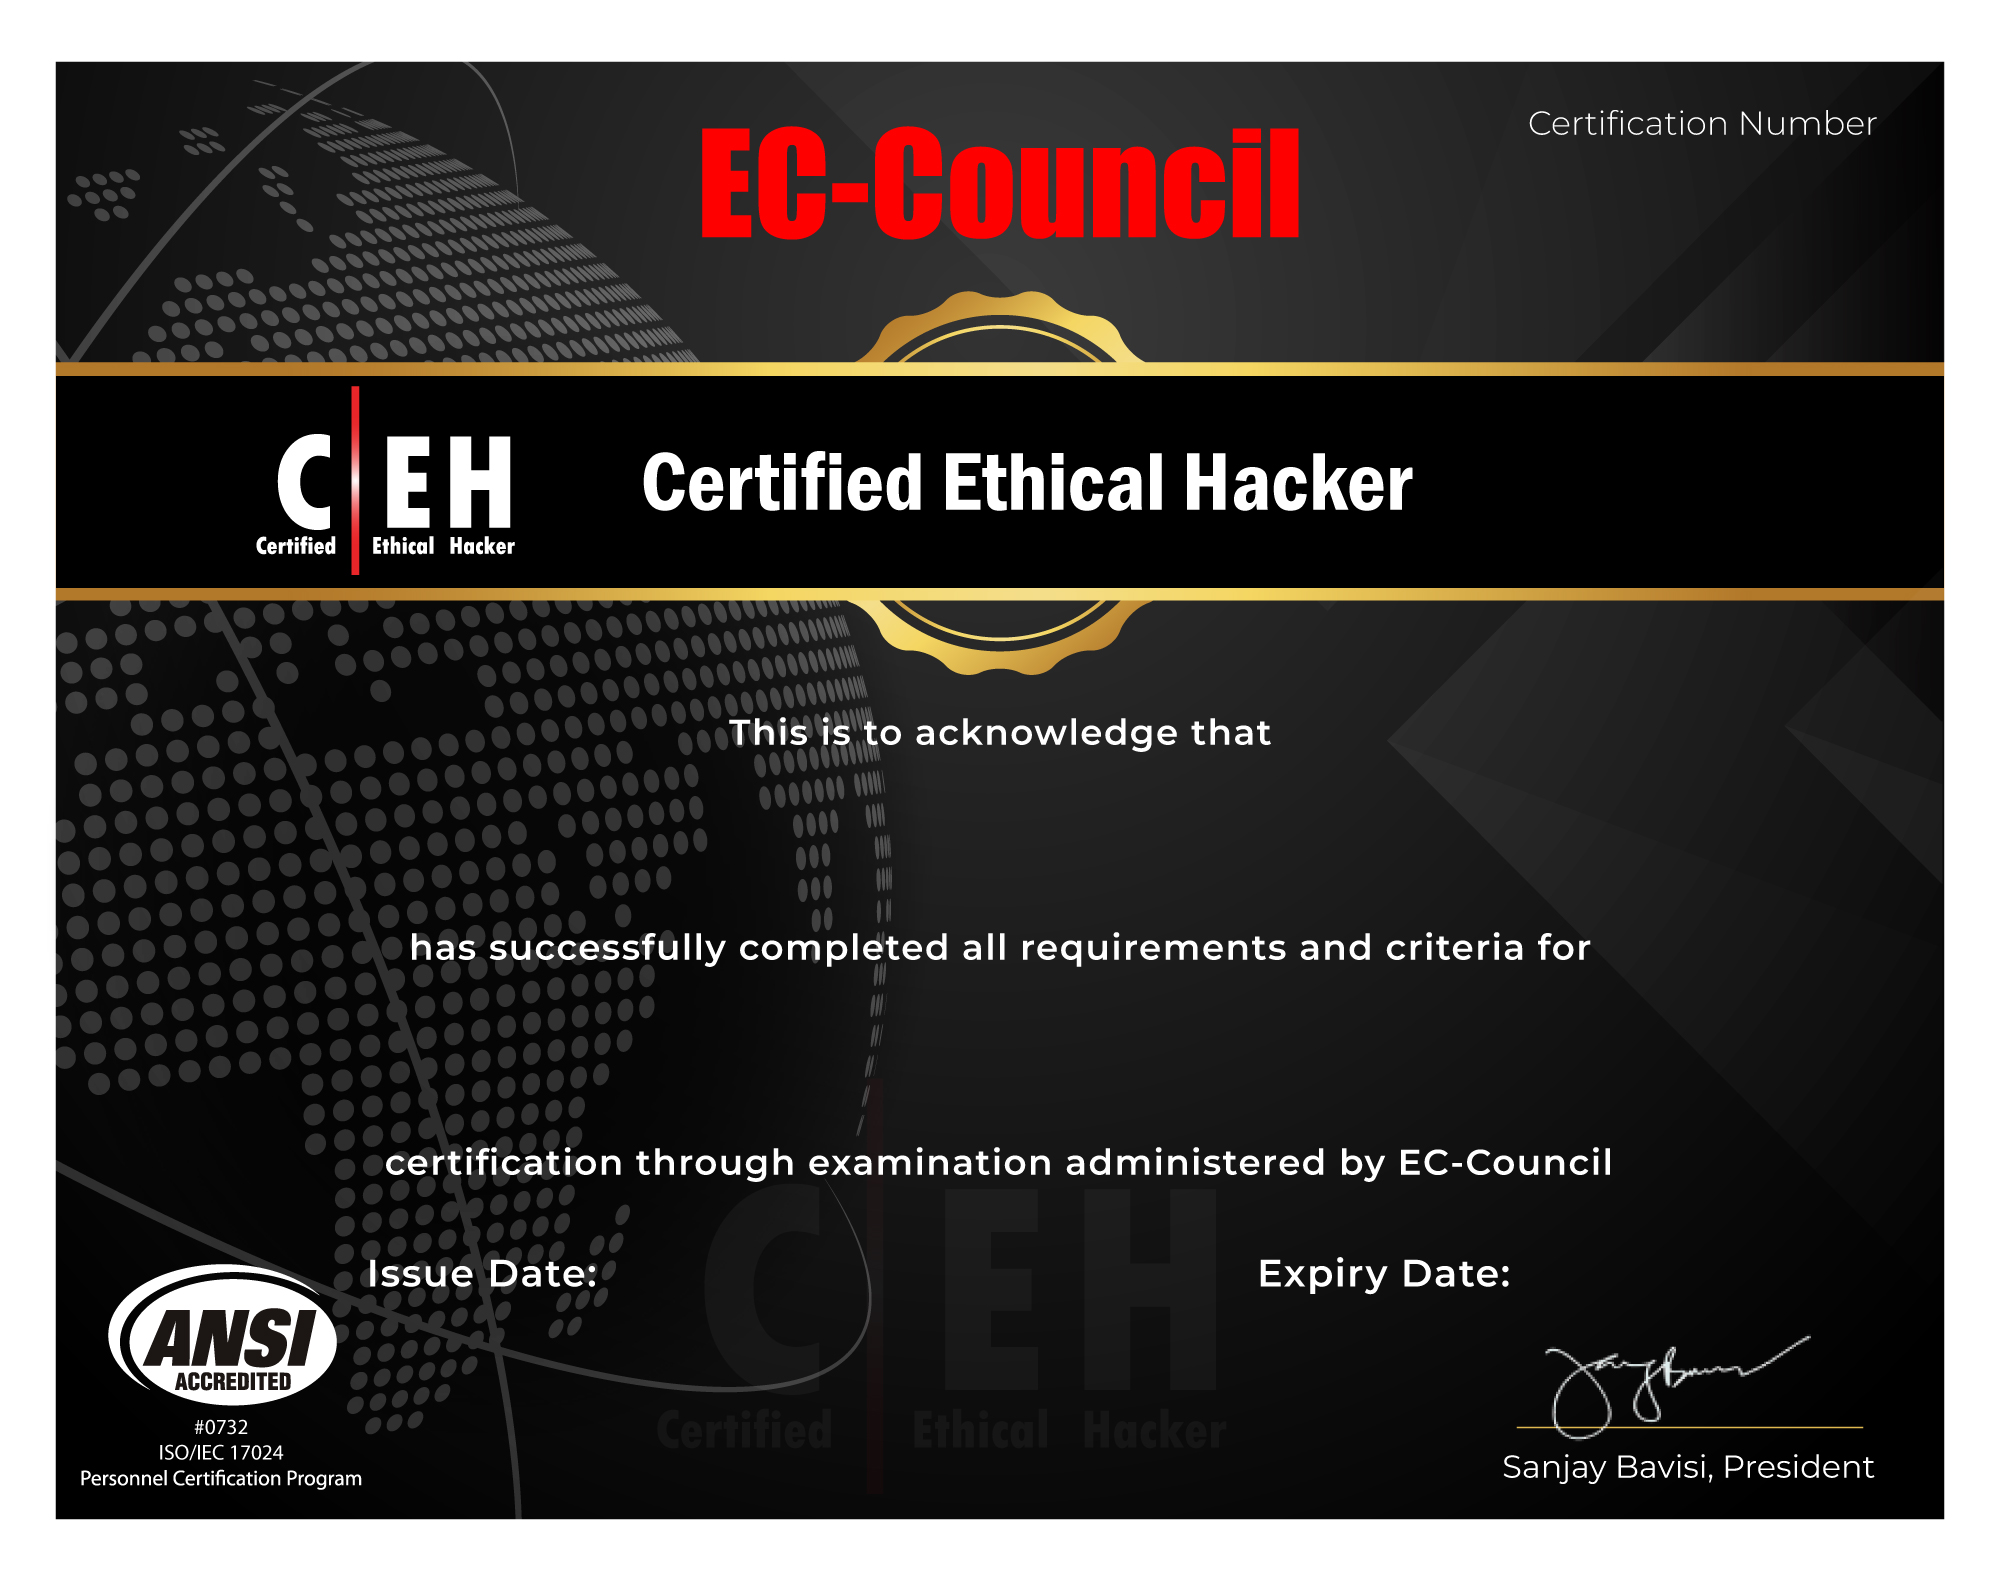 Certification Number
EC-Council
C EH
Certified Ethical Hacker
Certified Ethical Hacker
This is to acknowledge that
has successfully completed all requirements and criteria for
certification through examination administered by EC-Council
C EH
Certified Ethical Hacker
Issue Date:
Expiry Date:
ANSI
ACCREDITED
#0732
ISO/IEC 17024
Personnel Certification Program
Sanjay Bavisi, President